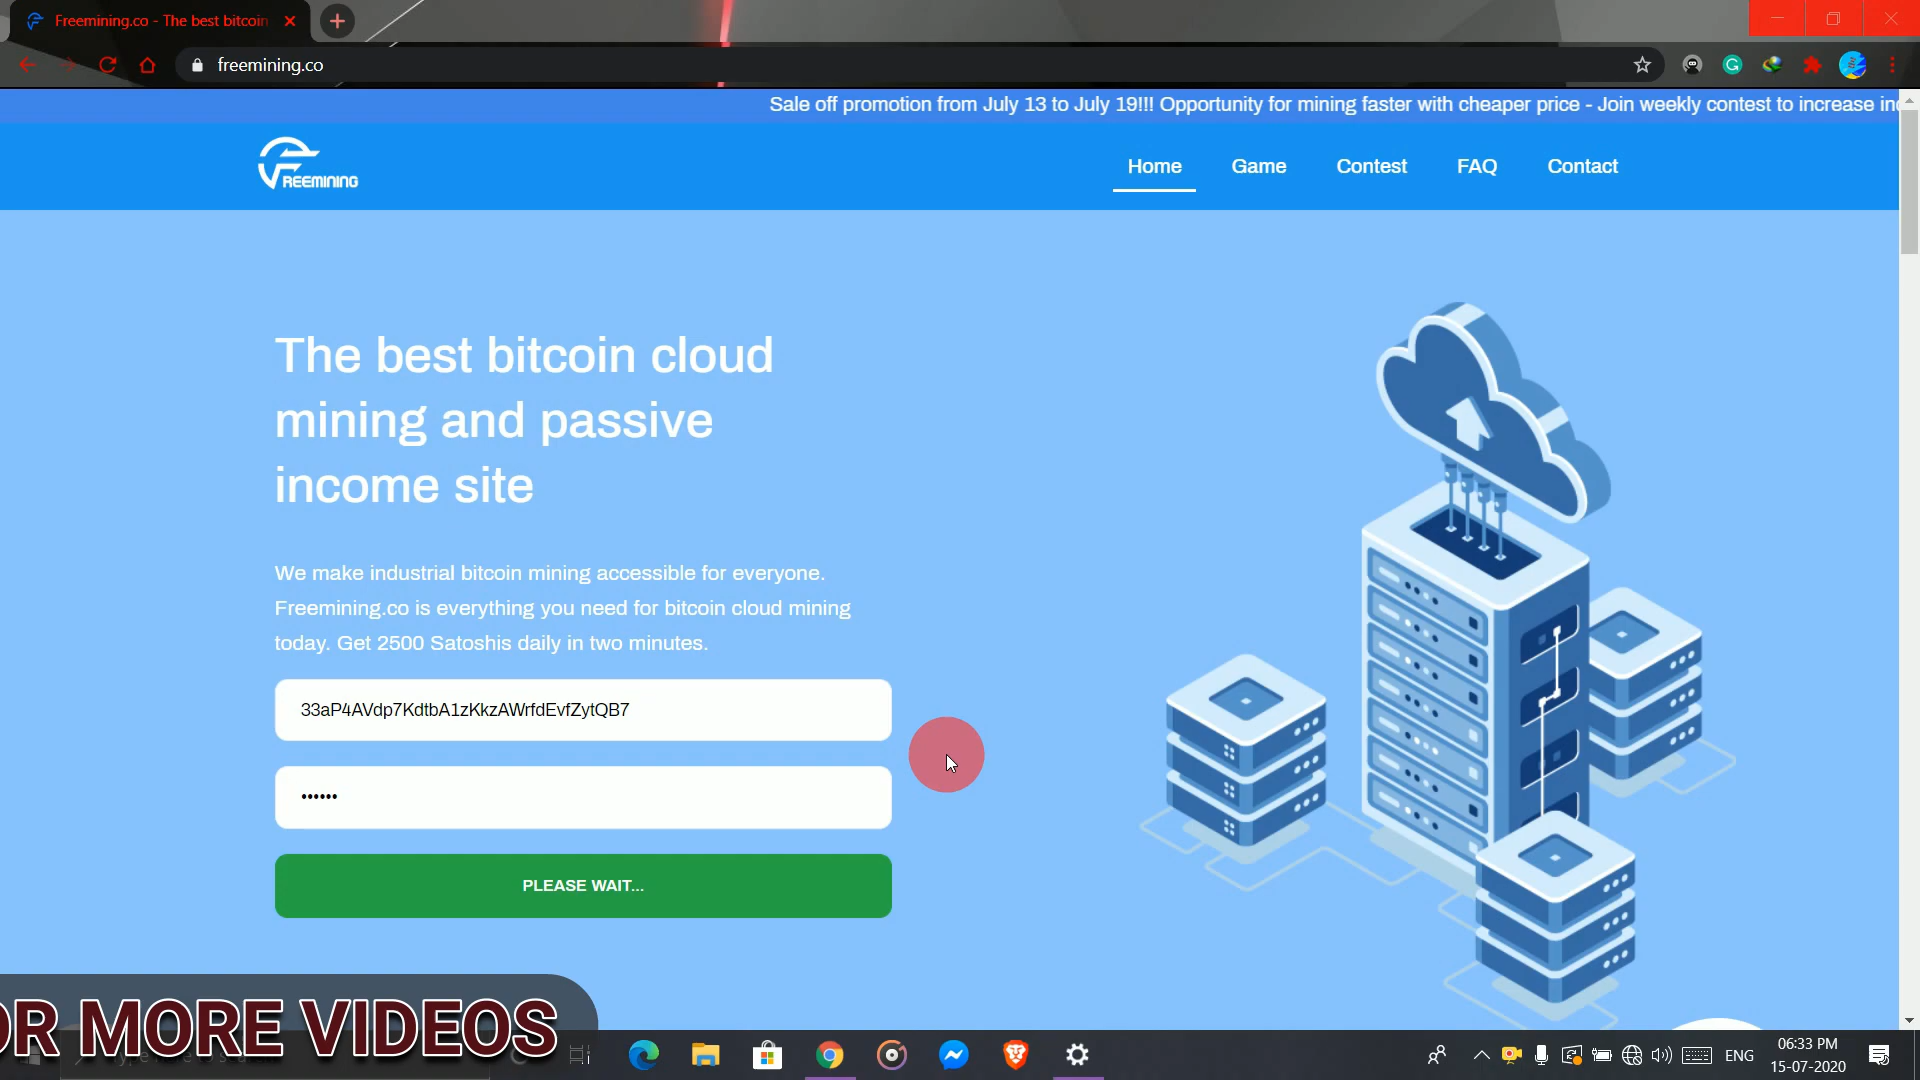 Freemining.co - The best bitcoin
freemining.co
Sale off promotion from July 13 to July 19!!! Opportunity for mining faster with cheaper price - Join weekly contest to increase in
FREEMINING
Home
Game
Contest
FAQ
Contact
The best bitcoin cloud
mining and passive
income site
We make industrial bitcoin mining accessible for everyone.
Freemining.co is everything you need for bitcoin cloud mining
today. Get 2500 Satoshis daily in two minutes.
33aP4AVdp7KdtbA1zKkzAWrfdEvfZytQB7
••••••
PLEASE WAIT...
OR MORE VIDEOS
ENG
06:33 PM
15-07-2020